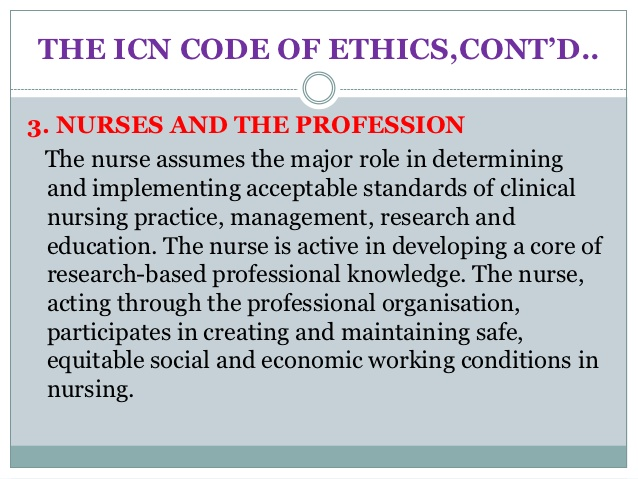 THE ICN CODE OF ETHICS,CONT’D..
3. NURSES AND THE PROFESSION
The nurse assumes the major role in determining
and implementing acceptable standards of clinical
nursing practice, management, research and
education. The nurse is active in developing a core of
research-based professional knowledge. The nurse,
acting through the professional organisation,
participates in creating and maintaining safe,
equitable social and economic working conditions in
nursing.